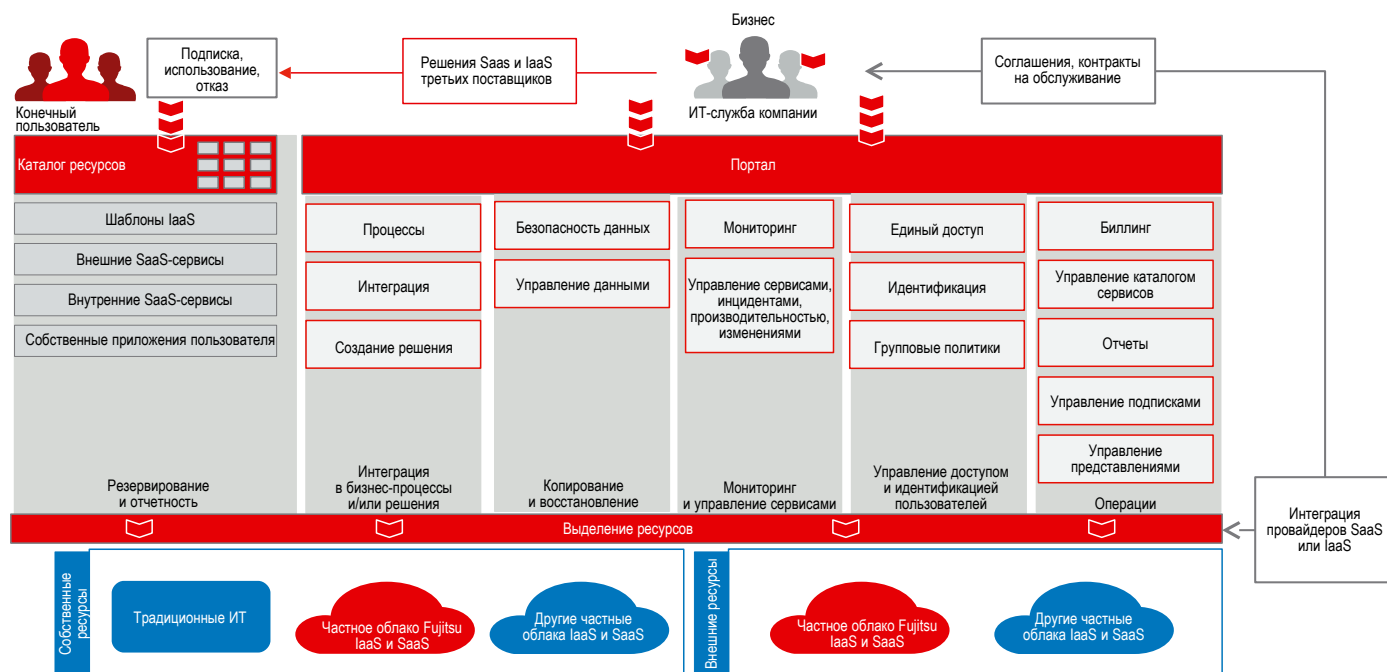 Бизнес
Подписка,
использование,
отказ
Решения Saas и IaaS
третьих поставщиков
Соглашения, контракты
на обслуживание
Конечный
пользователь
ИТ-служба компании
Каталог ресурсов
Портал
Шаблоны IaaS
Внешние SaaS-сервисы
Внутренние SaaS-сервисы
Собственные приложения пользователя
Резервирование
и отчетность
Процессы
Интеграция
Создание решения
Интеграция
в бизнес-процессы
и/или решения
Безопасность данных
Управление данными
Копирование
и восстановление
Мониторинг
Управление сервисами,
инцидентами,
производительностью,
изменениями
Мониторинг
и управление сервисами
Единый доступ
Идентификация
Групповые политики
Управление доступом
и идентификацией
пользователей
Биллинг
Управление каталогом
сервисов
Отчеты
Управление подписками
Управление
представлениями
Операции
Интеграция
провайдеров SaaS
или IaaS
Выделение ресурсов
Собственные
ресурсы
Традиционные ИТ
Частное облако Fujitsu
IaaS и SaaS
Другие частные
облака IaaS и SaaS
Внешние ресурсы
Частное облако Fujitsu
IaaS и SaaS
Другие частные
облака IaaS и SaaS